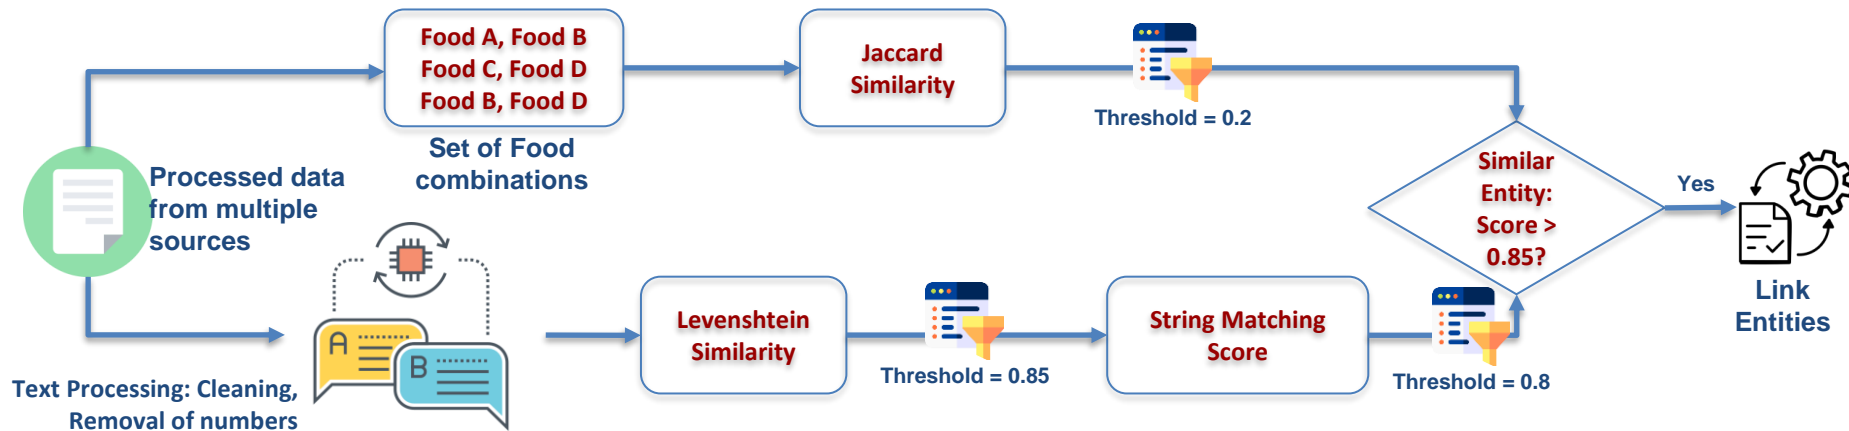 Food A, Food B
Food C, Food D
Food B, Food D
Set of Food
combinations
Jaccard
Similarity
Threshold = 0.2
Processed data
from multiple
sources
Similar
Entity:
Score >
0.85?
Yes
Link
Entities
A
B
Text Processing: Cleaning,
Removal of numbers
Levenshtein
Similarity
Threshold = 0.85
String Matching
Score
Threshold = 0.8